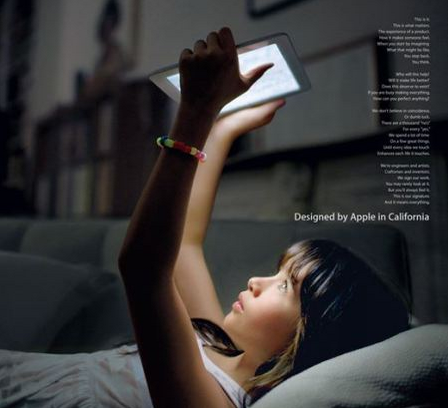 This is it.
This is what matters.
The experience of a product.
How it makes someone feel.
When you start by imagining
What that might be like,
You step back.
You think.
Who will this help?
Will it make life better?
Does this deserve to exist?
If you are busy making everything,
How can you perfect anything?
We don't believe in coincidence.
Or dumb luck.
There are a thousand "no's"
For every "yes."
We spend a lot of time
On a few great things.
Until every idea we touch
Enhances each life it touches.
We're engineers and artists.
Craftsmen and inventors.
We sign our work.
You may rarely look at it.
But you'll always feel it.
This is our signature.
And it means everything.
Designed by Apple in California